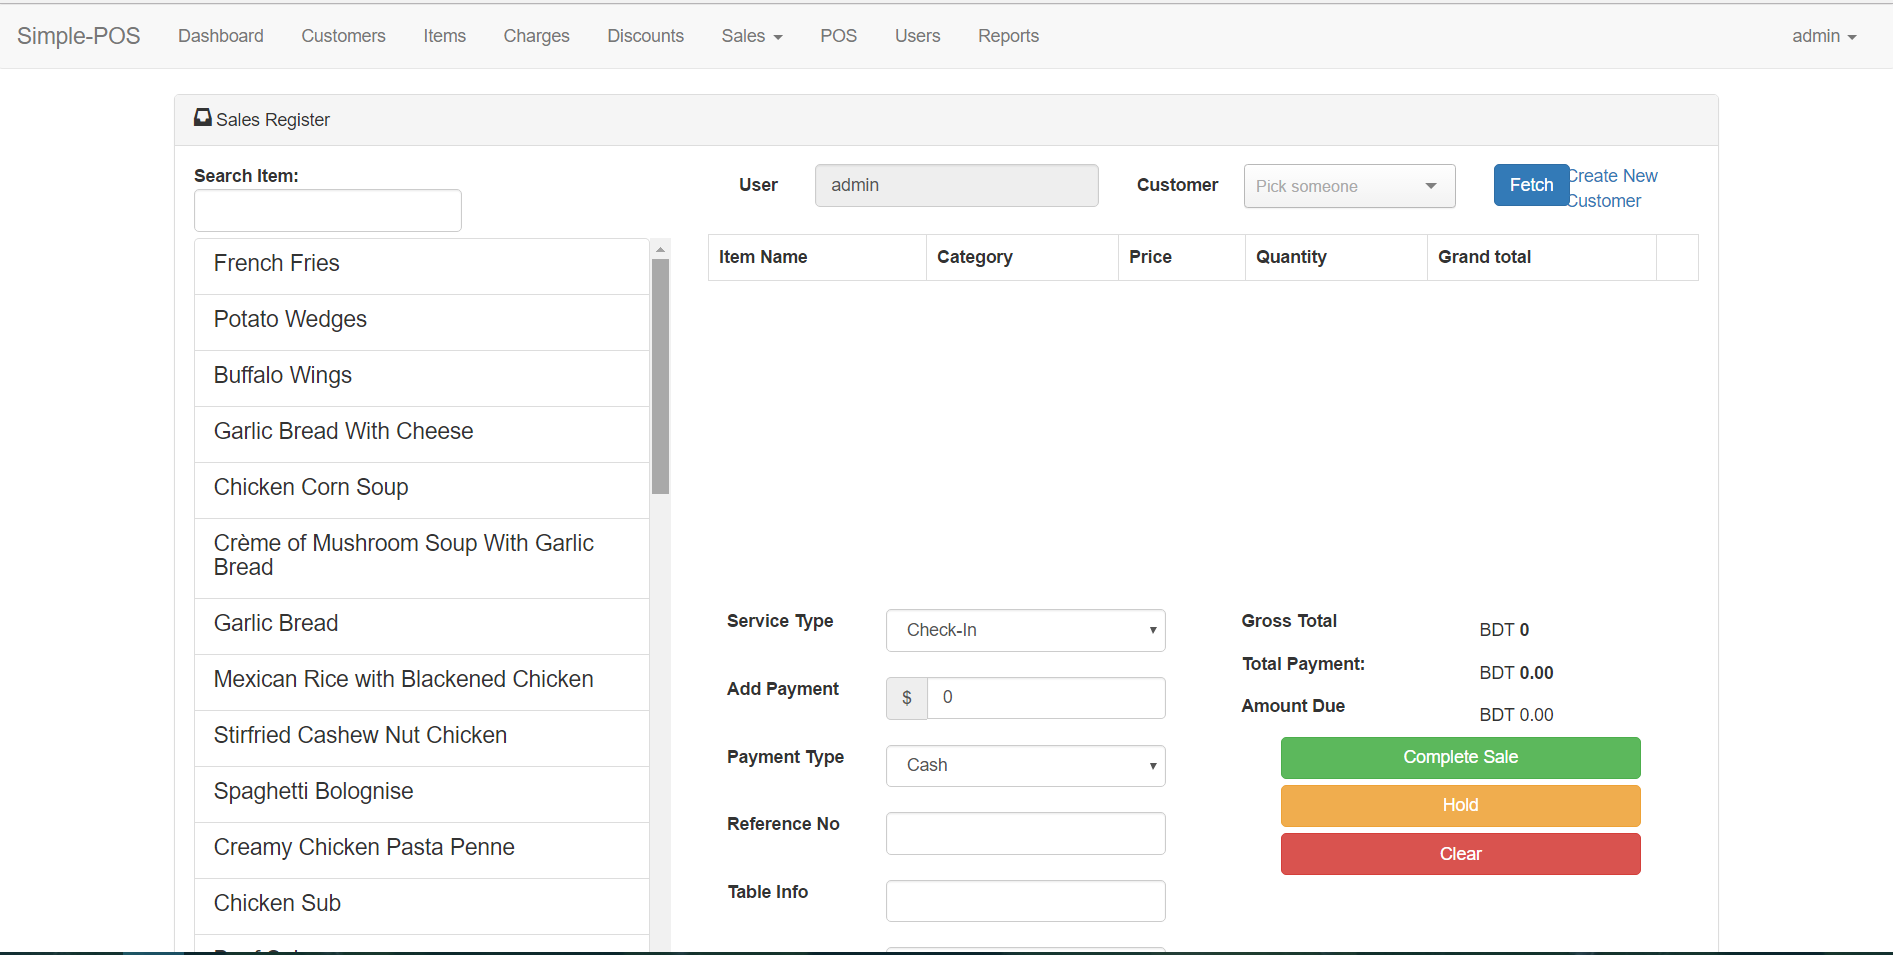 Simple-POS Dashboard Customers Items Charges Discounts Sales POS Users Reports admin
Sales Register
Search Item:
User admin Customer Pick someone Fetch Create New
Customer
Item Name Category Price Quantity Grand total
French Fries
Potato Wedges
Buffalo Wings
Garlic Bread With Cheese
Chicken Corn Soup
Crème of Mushroom Soup With Garlic
Bread
Garlic Bread
Mexican Rice with Blackened Chicken
Stirfried Cashew Nut Chicken
Spaghetti Bolognise
Creamy Chicken Pasta Penne
Chicken Sub
Service Type Check-In
Add Payment $ 0
Payment Type Cash
Reference No
Table Info
Gross Total BDT 0
Total Payment: BDT 0.00
Amount Due BDT 0.00
Complete Sale
Hold
Clear